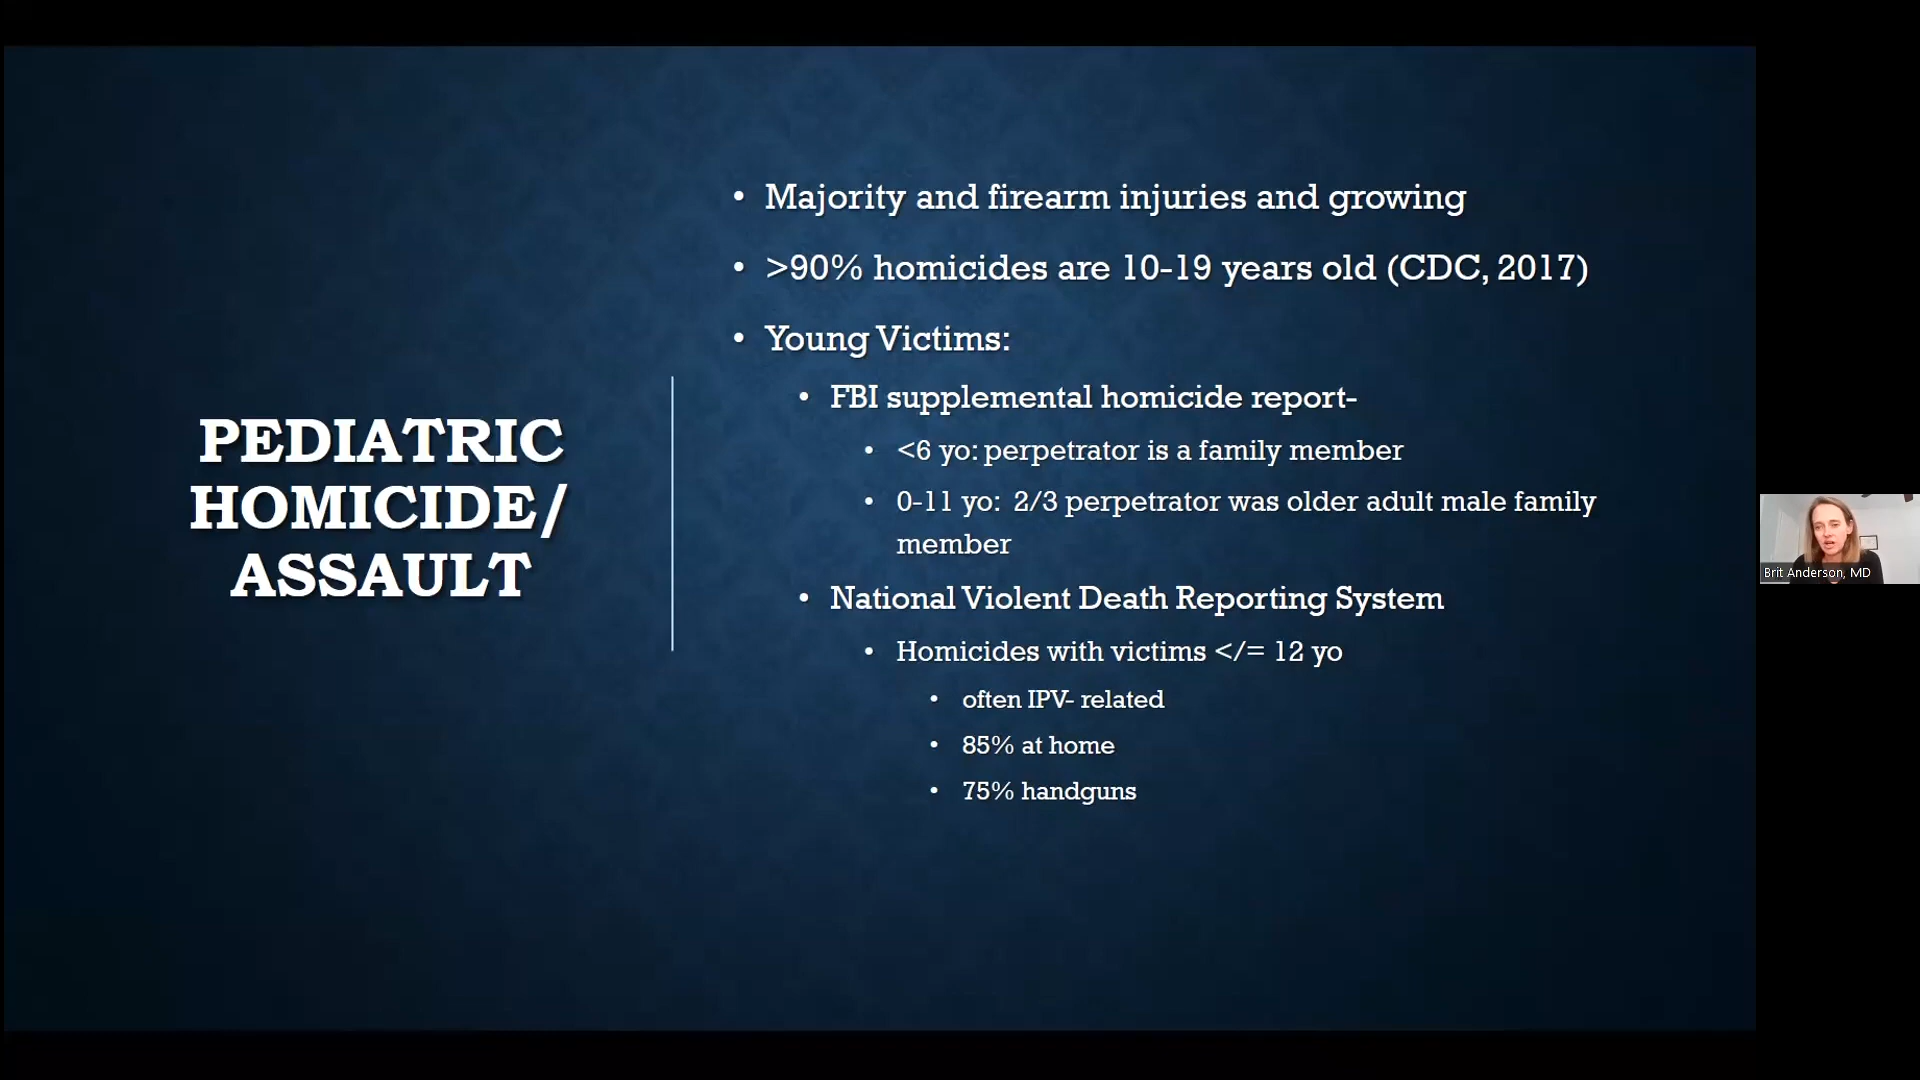 PEDIATRIC
HOMICIDE/
ASSAULT
• Majority and firearm injuries and growing
• >90% homicides are 10-19 years old (CDC, 2017)
• Young Victims:
• FBI supplemental homicide report-
• <6 yo: perpetrator is a family member
• 0-11 yo: 2/3 perpetrator was older adult male family
member
• National Violent Death Reporting System
• Homicides with victims </= 12 yo
• often IPV- related
• 85% at home
• 75% handguns
Brit Anderson, MD